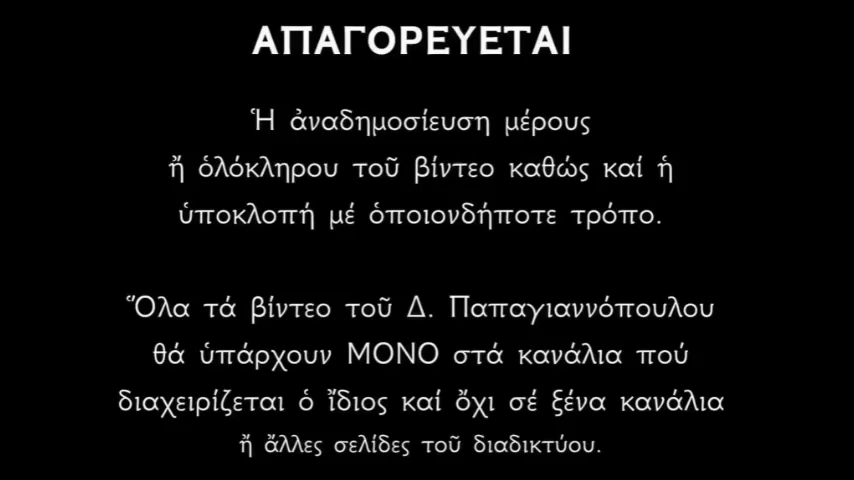 ΑΠΑΓΟΡΕΥΕΤΑΙ
Ἡ ἀναδημοσίευση μέρους
ἤ ὁλόκληρου τοῦ βίντεο καθώς καί ἡ
ὑποκλοπή μέ ὁποιονδήποτε τρόπο.
Ὅλα τά βίντεο τοῦ Δ. Παπαγιαννόπουλου
θά ὑπάρχουν ΜΟΝΟ στά κανάλια πού
διαχειρίζεται ὁ ἴδιος καί ὄχι σέ ξένα κανάλια
ἤ ἄλλες σελίδες τοῦ διαδικτύου.